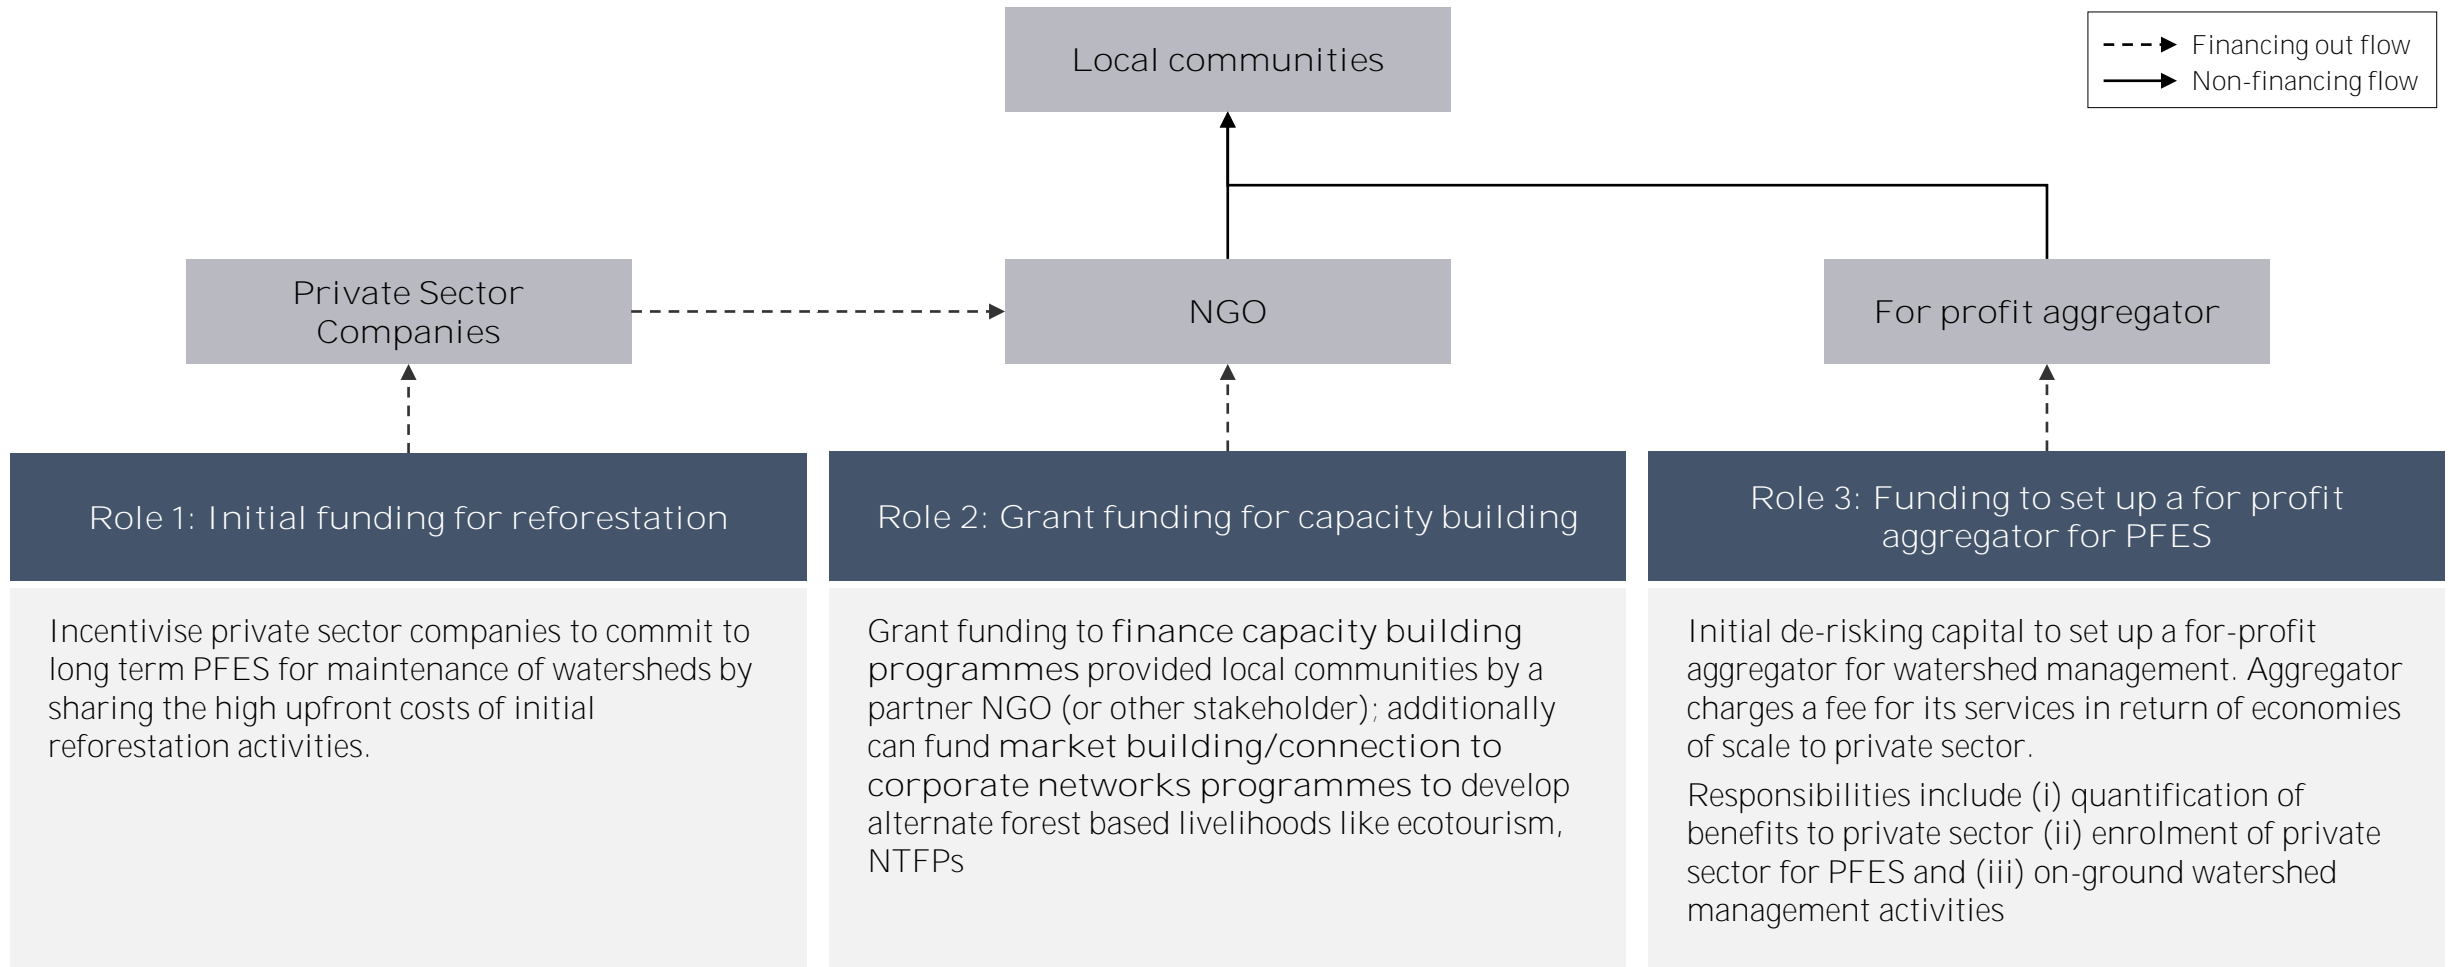 Local communities
Financing out flow
Non-financing flow
Private Sector
Companies
NGO
For profit aggregator
Role 1: Initial funding for reforestation
Role 2: Grant funding for capacity building
Role 3: Funding to set up a for profit
aggregator for PFES
Incentivise private sector companies to commit to
long term PFES for maintenance of watersheds by
sharing the high upfront costs of initial
reforestation activities.
Grant funding to finance capacity building
programmes provided local communities by a
partner NGO (or other stakeholder); additionally
can fund market building/connection to
corporate networks programmes to develop
alternate forest based livelihoods like ecotourism,
NTFPs
Initial de-risking capital to set up a for-profit
aggregator for watershed management. Aggregator
charges a fee for its services in return of economies
of scale to private sector.
Responsibilities include (i) quantification of
benefits to private sector (ii) enrolment of private
sector for PFES and (iii) on-ground watershed
management activities